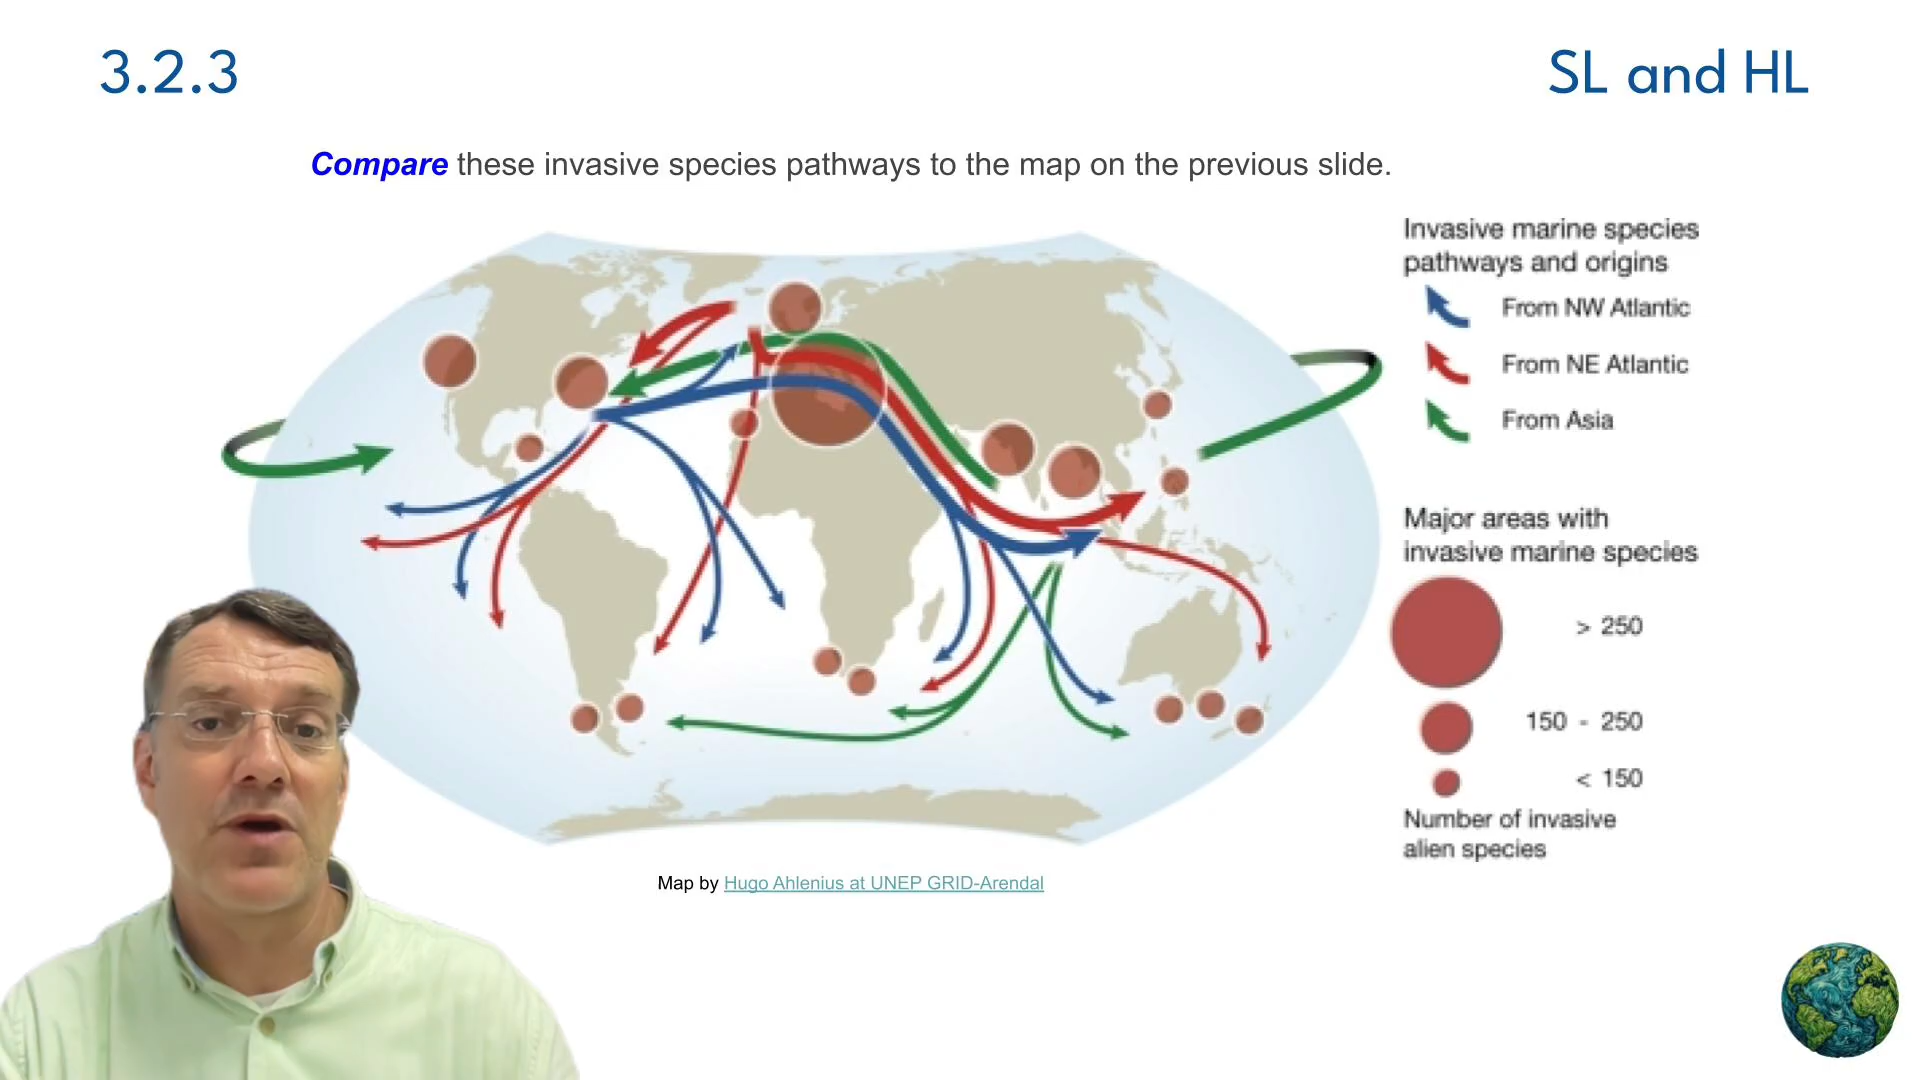 3.2.3
SL and HL
Compare these invasive species pathways to the map on the previous slide.
Invasive marine species
pathways and origins
From NW Atlantic
From NE Atlantic
From Asia
Major areas with
invasive marine species
> 250
150 - 250
< 150
Number of invasive
alien species
Map by Hugo Ahlenius at UNEP GRID-Arendal